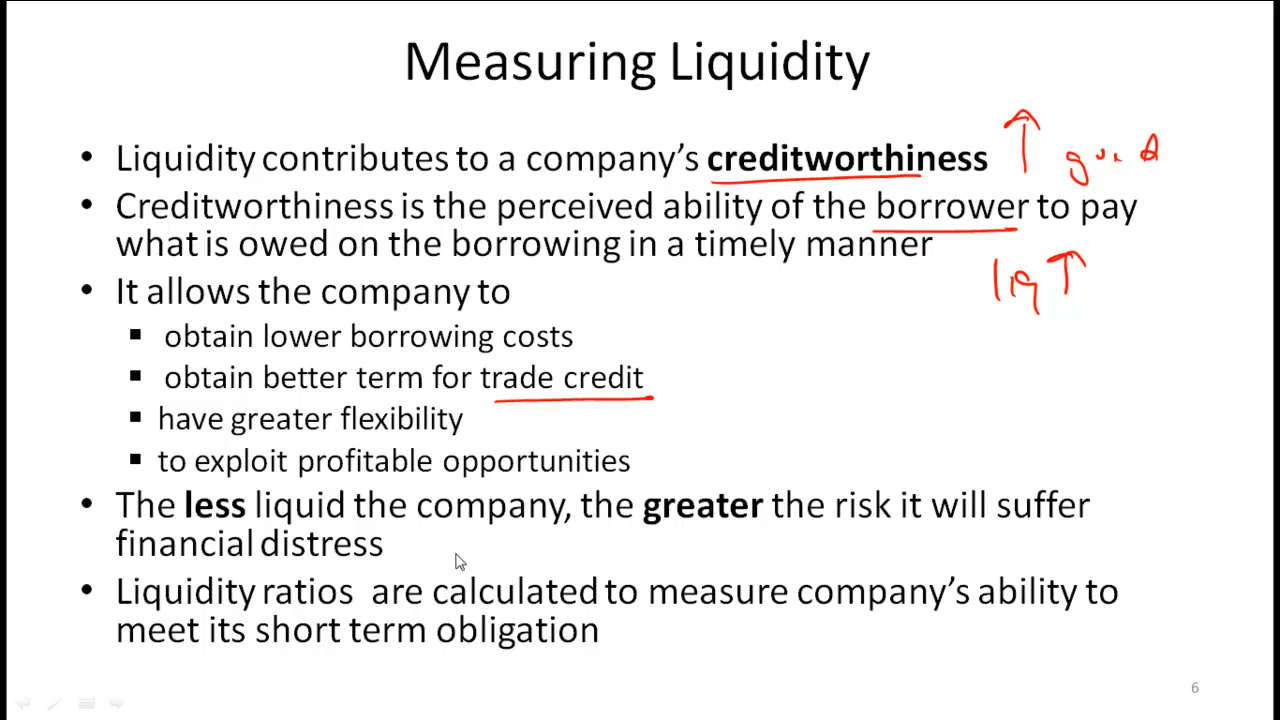 Measuring Liquidity
• Liquidity contributes to a company's creditworthiness ↑ good
• Creditworthiness is the perceived ability of the borrower to pay
what is owed on the borrowing in a timely manner
liq ↑
• It allows the company to
▪ obtain lower borrowing costs
▪ obtain better term for trade credit
▪ have greater flexibility
▪ to exploit profitable opportunities
• The less liquid the company, the greater the risk it will suffer
financial distress
• Liquidity ratios are calculated to measure company's ability to
meet its short term obligation
6